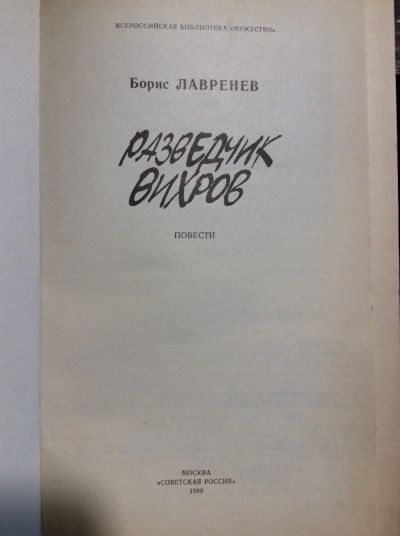 ВСЕРОССИЙСКАЯ БИБЛИОТЕКА «МУЖЕСТВО»
Борис ЛАВРЕНЕВ
РАЗВЕДЧИК
ВИХРОВ
ПОВЕСТИ
МОСКВА
«СОВЕТСКАЯ РОССИЯ»
1989